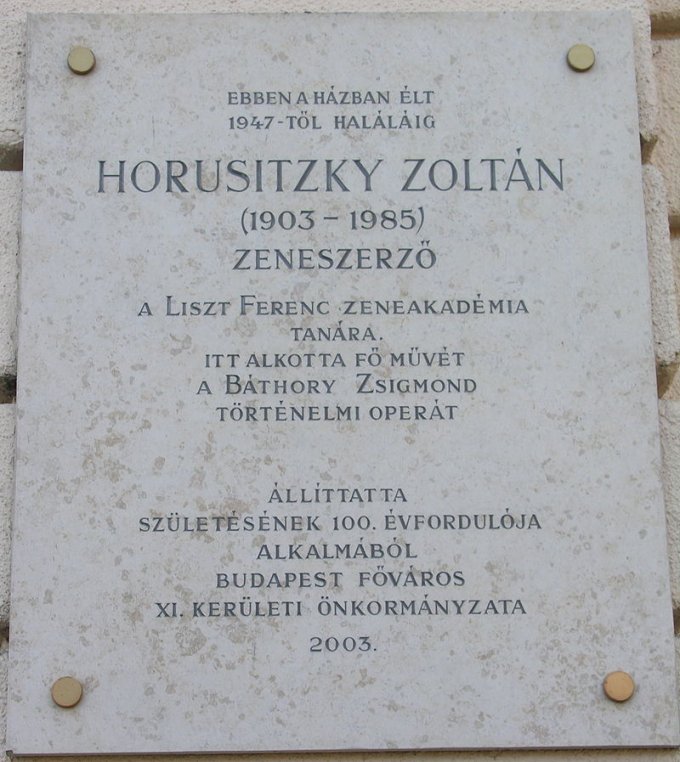 EBBEN A HÁZBAN ÉLT
1947-TŐL HALÁLÁIG
HORUSITZKY ZOLTÁN
(1903 – 1985)
ZENESZERZŐ
A LISZT FERENC ZENEAKADÉMIA
TANÁRA.
ITT ALKOTTA FŐ MŰVÉT
A BÁTHORY ZSIGMOND
TÖRTÉNELMI OPERÁT
ÁLLÍTTATTA
SZÜLETÉSÉNEK 100. ÉVFORDULÓJA
ALKALMÁBÓL
BUDAPEST FŐVÁROS
XI. KERÜLETI ÖNKORMÁNYZATA
2003.